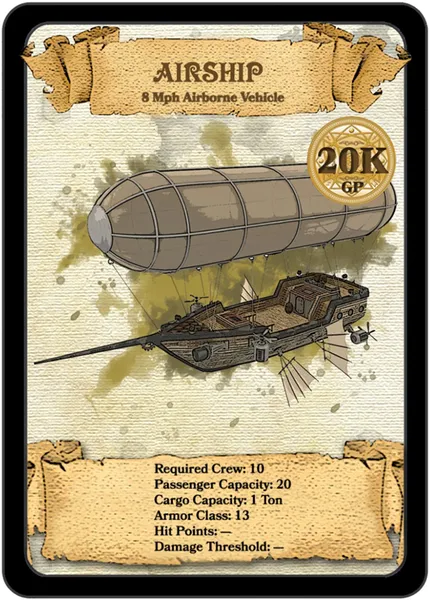 AIRSHIP
8 Mph Airborne Vehicle
20K
GP
Required Crew: 10
Passenger Capacity: 20
Cargo Capacity: 1 Ton
Armor Class: 13
Hit Points: —
Damage Threshold: —